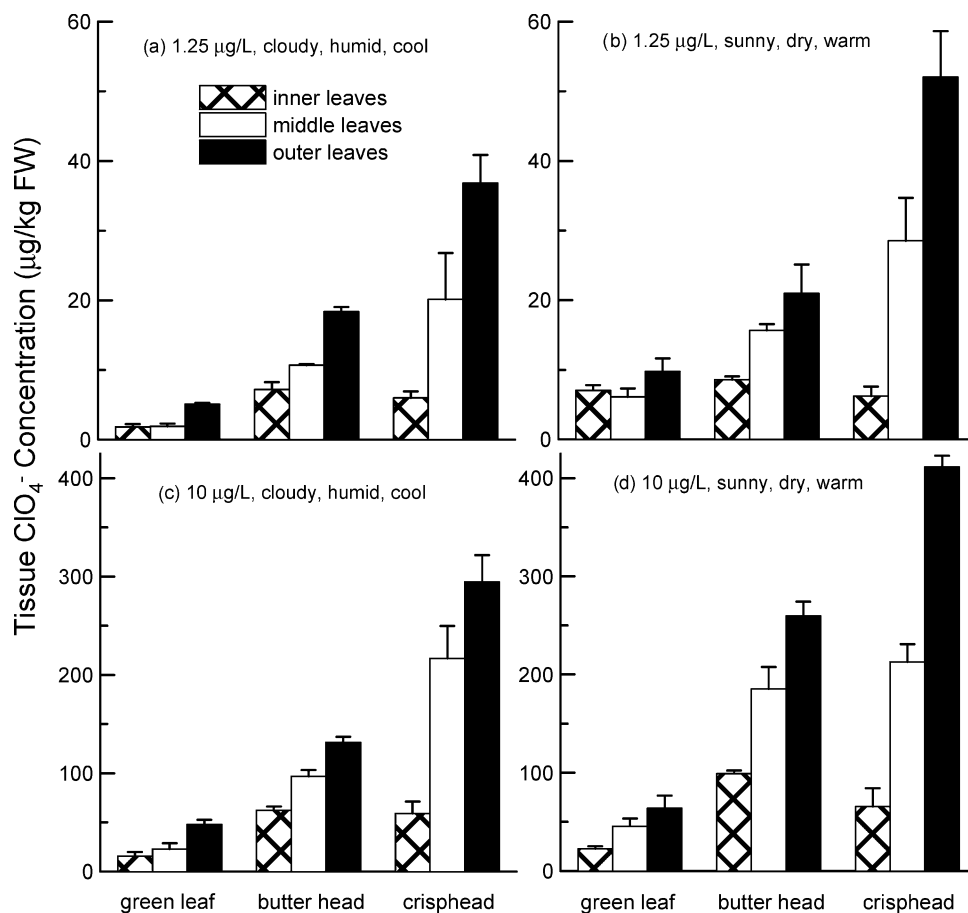 Tissue ClO4- Concentration (μg/kg FW)
60
40
20
0
(a) 1.25 μg/L, cloudy, humid, cool
inner leaves
middle leaves
outer leaves
60
40
20
0
(b) 1.25 μg/L, sunny, dry, warm
400
300
200
100
0
(c) 10 μg/L, cloudy, humid, cool
green leaf butter head crisphead
400
300
200
100
0
(d) 10 μg/L, sunny, dry, warm
green leaf butter head crisphead